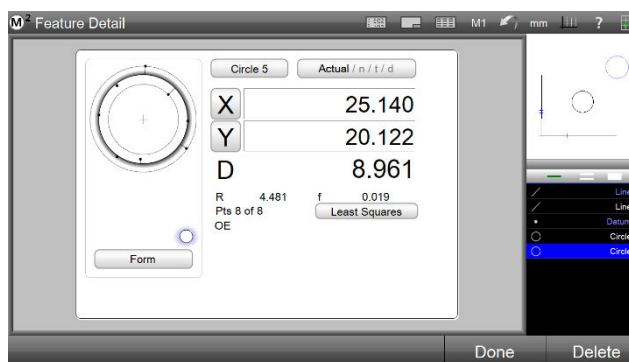 M² Feature Detail
M1
mm
?
Circle 5
Actual / n / t / d
X 25.140
Y 20.122
D 8.961
R 4.481 f 0.019
Pts 8 of 8
Least Squares
OE
Form
Line
Line
Datum
Circle
Circle
Done
Delete